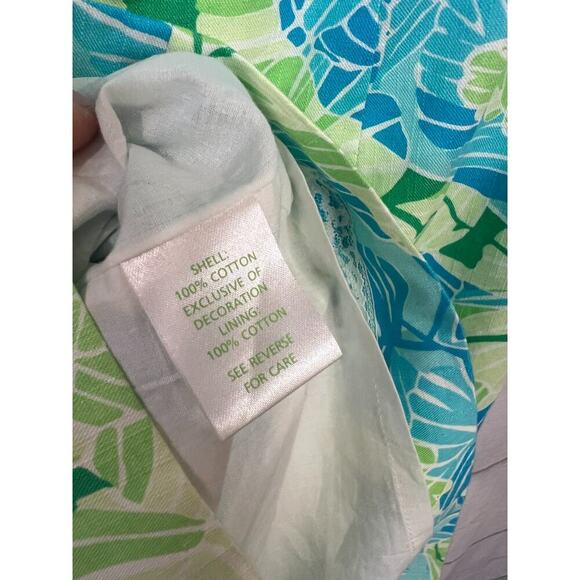 SHELL:
100% COTTON
EXCLUSIVE OF
DECORATION
LINING:
100% COTTON
SEE REVERSE
FOR CARE